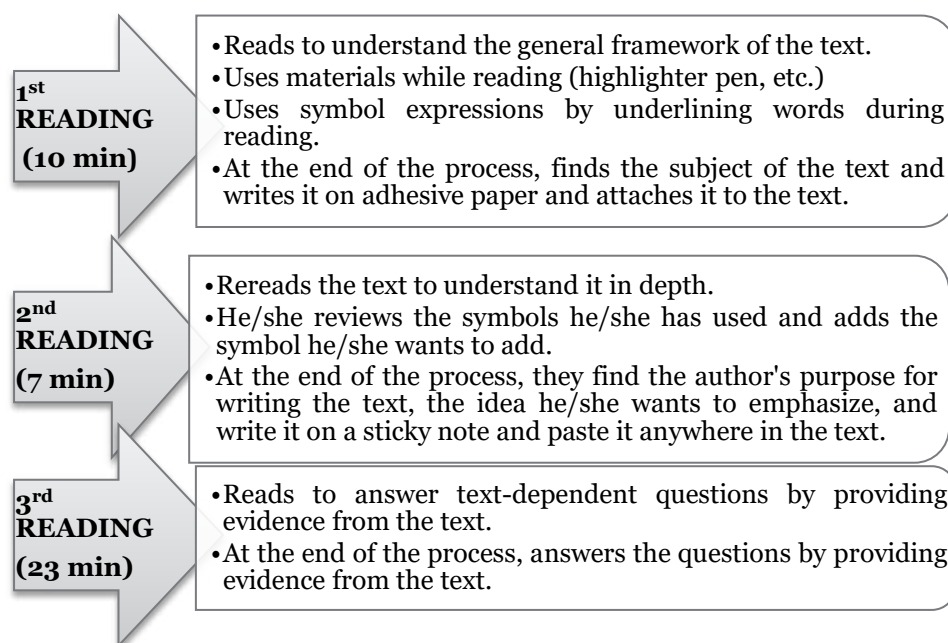 1st
READING
(10 min)
•Reads to understand the general framework of the text.
•Uses materials while reading (highlighter pen, etc.)
•Uses symbol expressions by underlining words during
reading.
•At the end of the process, finds the subject of the text and
writes it on adhesive paper and attaches it to the text.
2nd
READING
(7 min)
•Rereads the text to understand it in depth.
•He/she reviews the symbols he/she has used and adds the
symbol he/she wants to add.
•At the end of the process, they find the author's purpose for
writing the text, the idea he/she wants to emphasize, and
write it on a sticky note and paste it anywhere in the text.
3rd
READING
(23 min)
•Reads to answer text-dependent questions by providing
evidence from the text.
•At the end of the process, answers the questions by providing
evidence from the text.